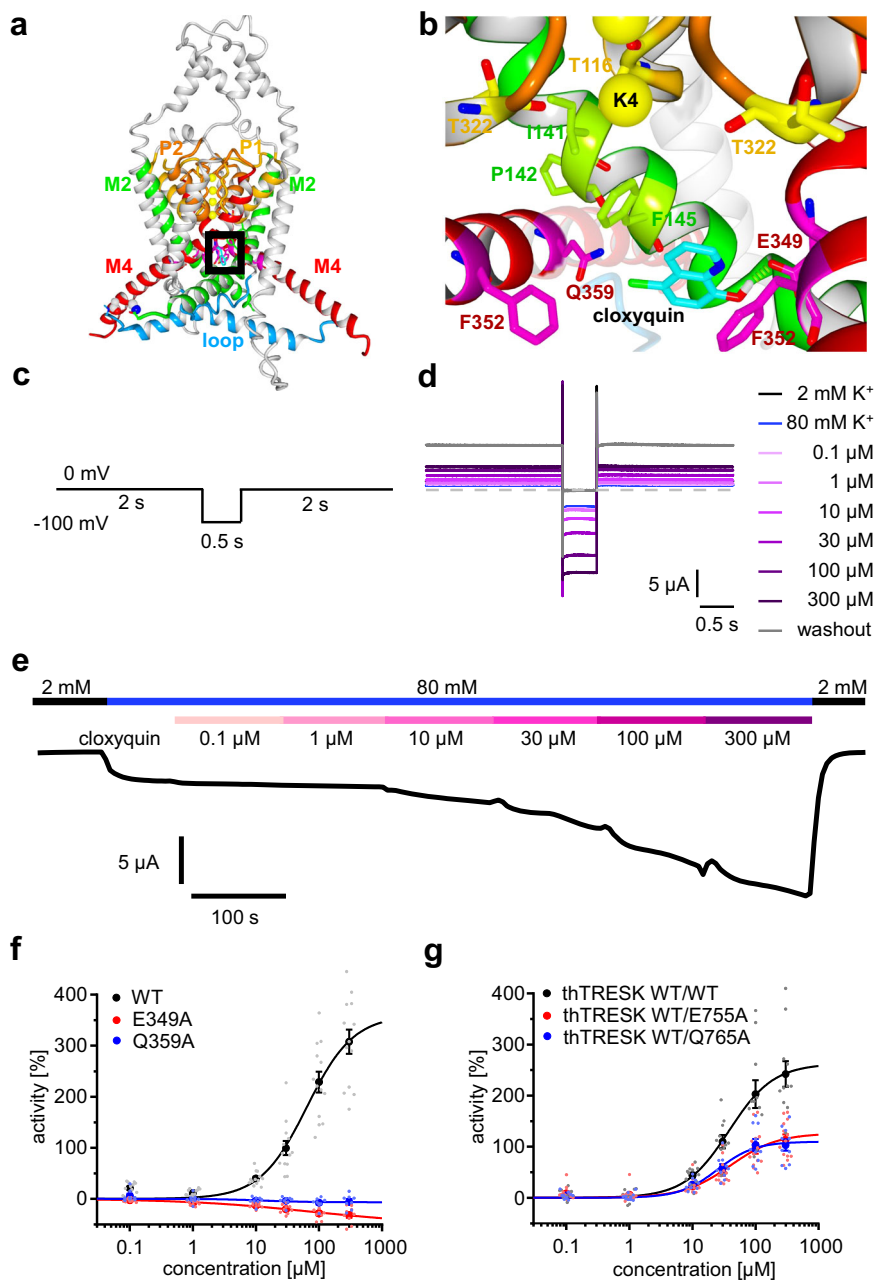 a
P2
P1
M2
M2
M4
M4
loop
b
T116
K4
T322
I141
T322
P142
F145
E349
Q359
cloxyquin
F352
F352
c
0 mV
2 s
2 s
-100 mV
0.5 s
d
2 mM K+
80 mM K+
0.1 µM
1 µM
10 µM
30 µM
100 µM
300 µM
washout
5 µA
0.5 s
e
2 mM
80 mM
2 mM
cloxyquin
0.1 µM
1 µM
10 µM
30 µM
100 µM
300 µM
5 µA
100 s
f
WT
E349A
Q359A
400
300
200
100
0
activity [%]
0.1
1
10
100
1000
concentration [µM]
g
thTRESK WT/WT
thTRESK WT/E755A
thTRESK WT/Q765A
400
300
200
100
0
activity [%]
0.1
1
10
100
1000
concentration [µM]